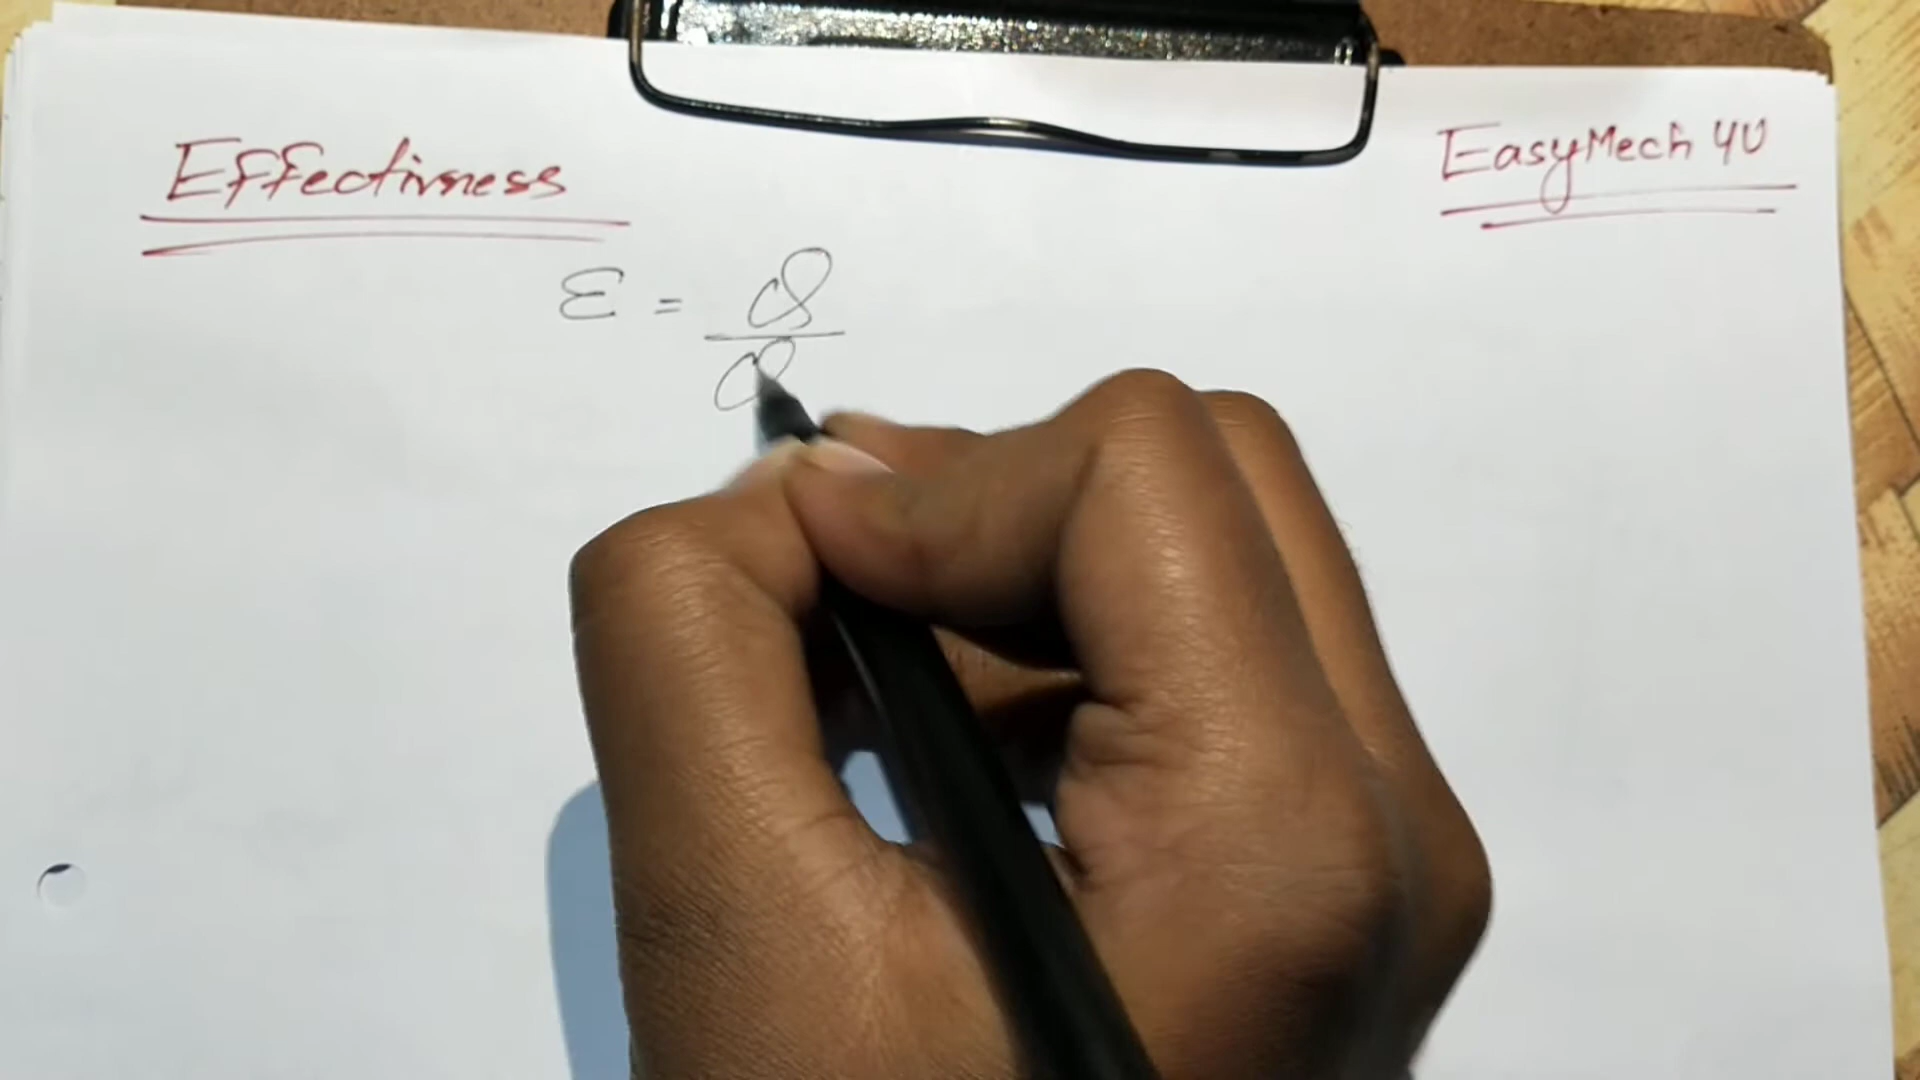 Effectivness
EasyMech 4U
ε = Q
Q